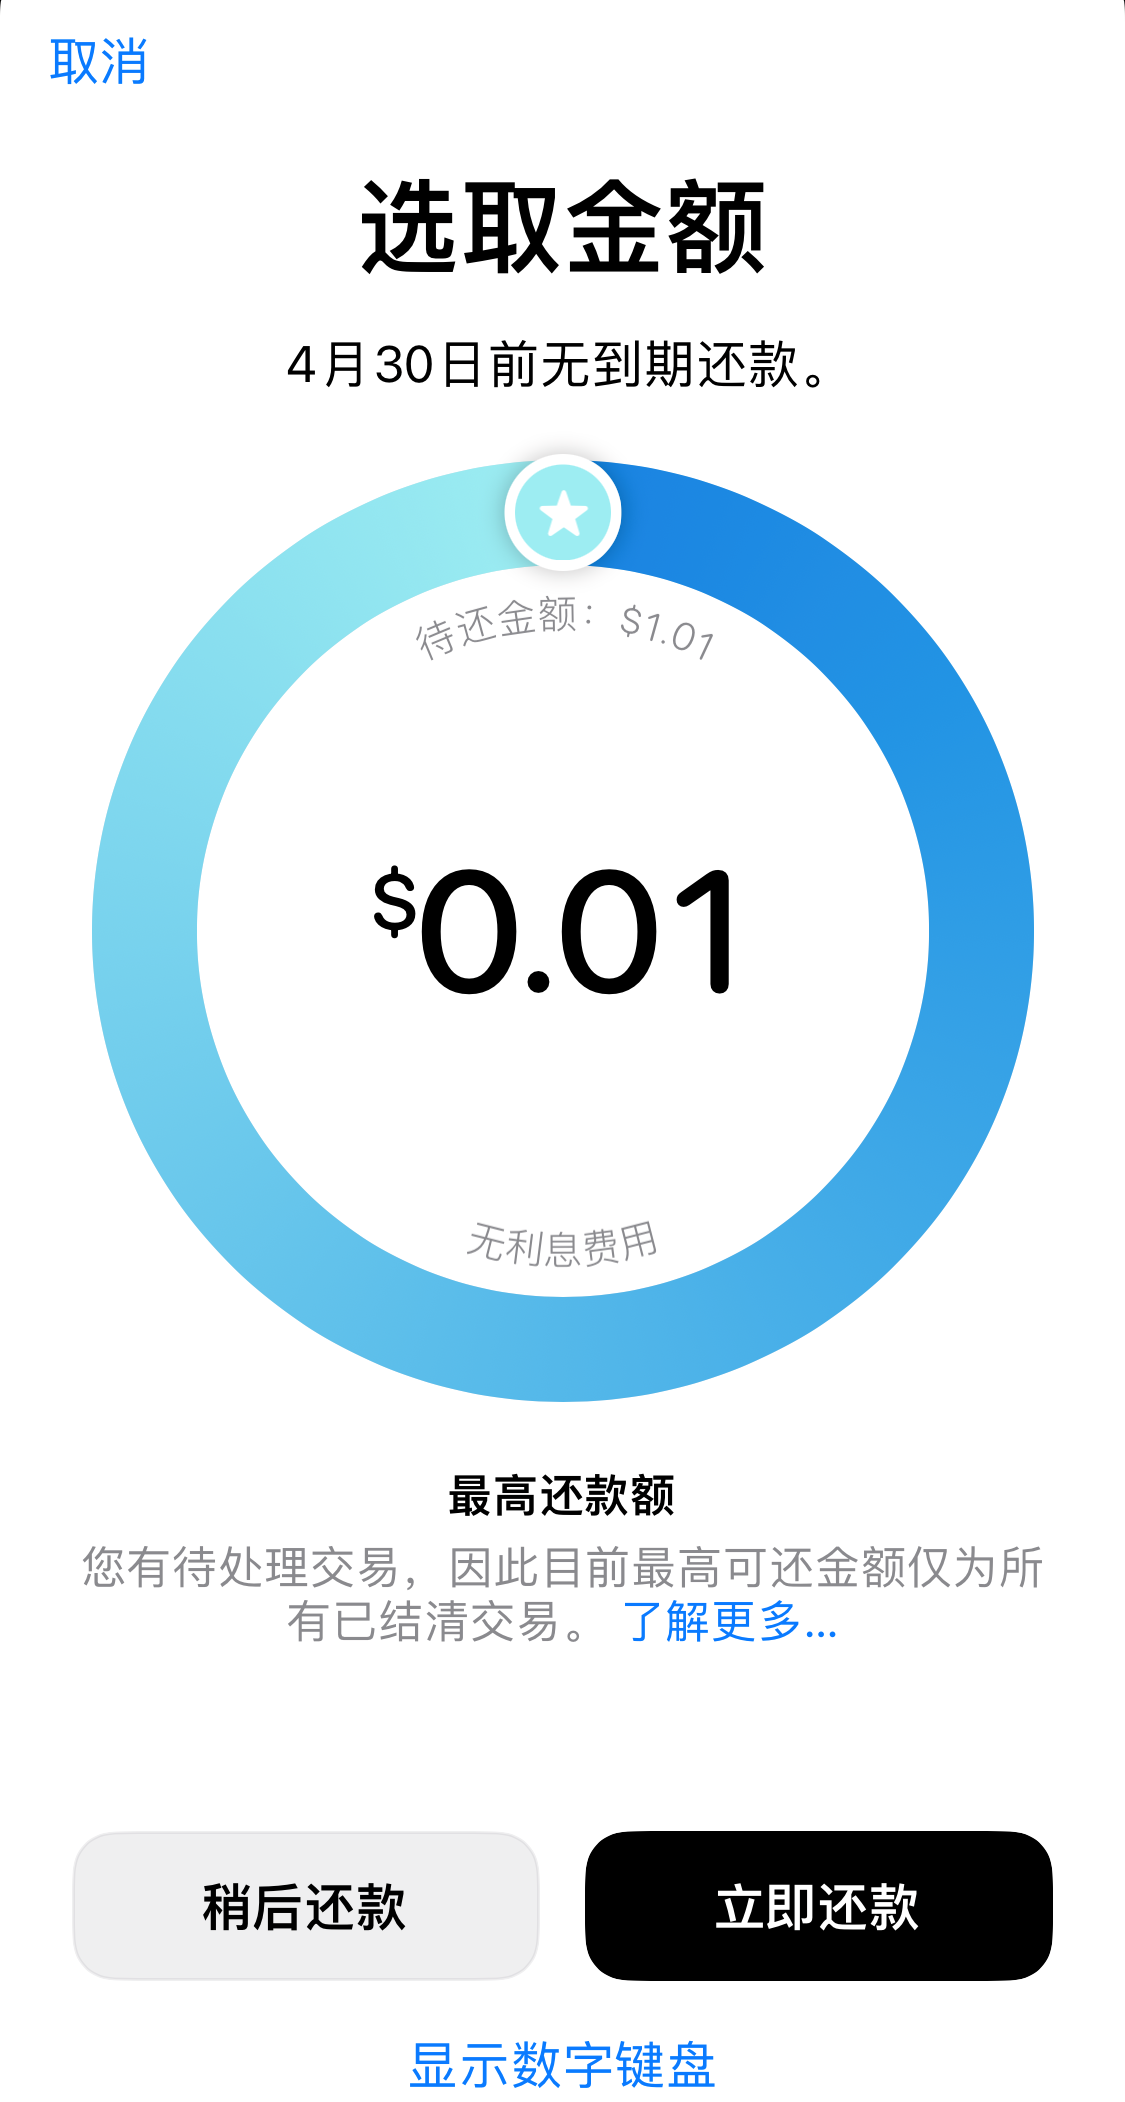 取消
选取金额
4月30日前无到期还款。
待还金额：$1.01
$0.01
无利息费用
最高还款额
您有待处理交易，因此目前最高可还金额仅为所
有已结清交易。了解更多...
稍后还款
立即还款
显示数字键盘